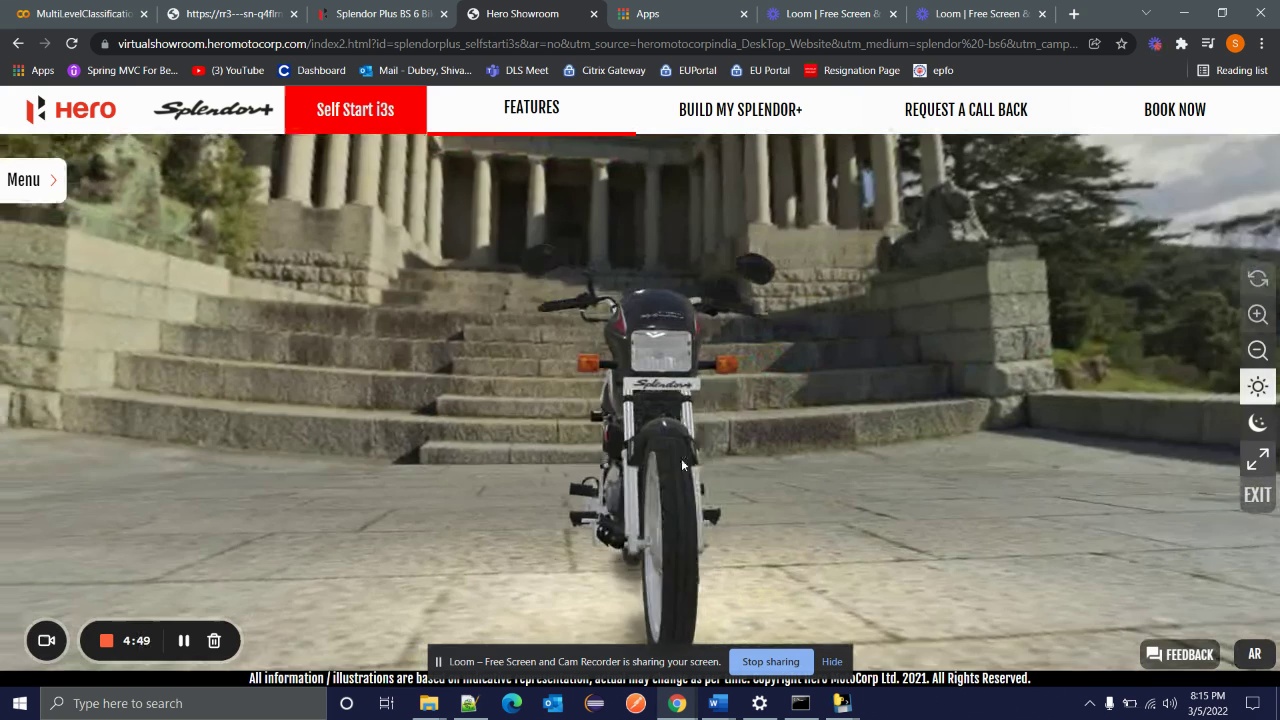 MultiLevelClassificatio
https://rr3---sn-q4flrn
Splendor Plus BS 6 Bi
Hero Showroom
Apps
Loom | Free Screen &
Loom | Free Screen &
virtualshowroom.heromotocorp.com/index2.html?id=splendorplus_selfstarti3s&at=no&utm_source=heromotocorpindia_DeskTop_Website&utm_medium=splendor%20-bs6&utm_camp...
S
Apps
Spring MVC For Be...
(3) YouTube
Dashboard
Mail - Dubey, Shiva...
DLS Moet
Citrix Gateway
EUPortal
EU Portal
Resignation Page
epfo
Reading list
HERO
Splendor+
Self Start i3s
FEATURES
BUILD MY SPLENDOR+
REQUEST A CALL BACK
BOOK NOW
Menu
Splendor+
EXIT
4:49
Loom – Free Screen and Cam Recorder is sharing your screen.
Stop sharing
Hide
FEEDBACK
AR
All information / illustrations are based on indicative representation, actual may change as per time. Copyright Hero MotoCorp Ltd. 2021. All Rights Reserved.
Type here to search
8:15 PM
3/5/2022